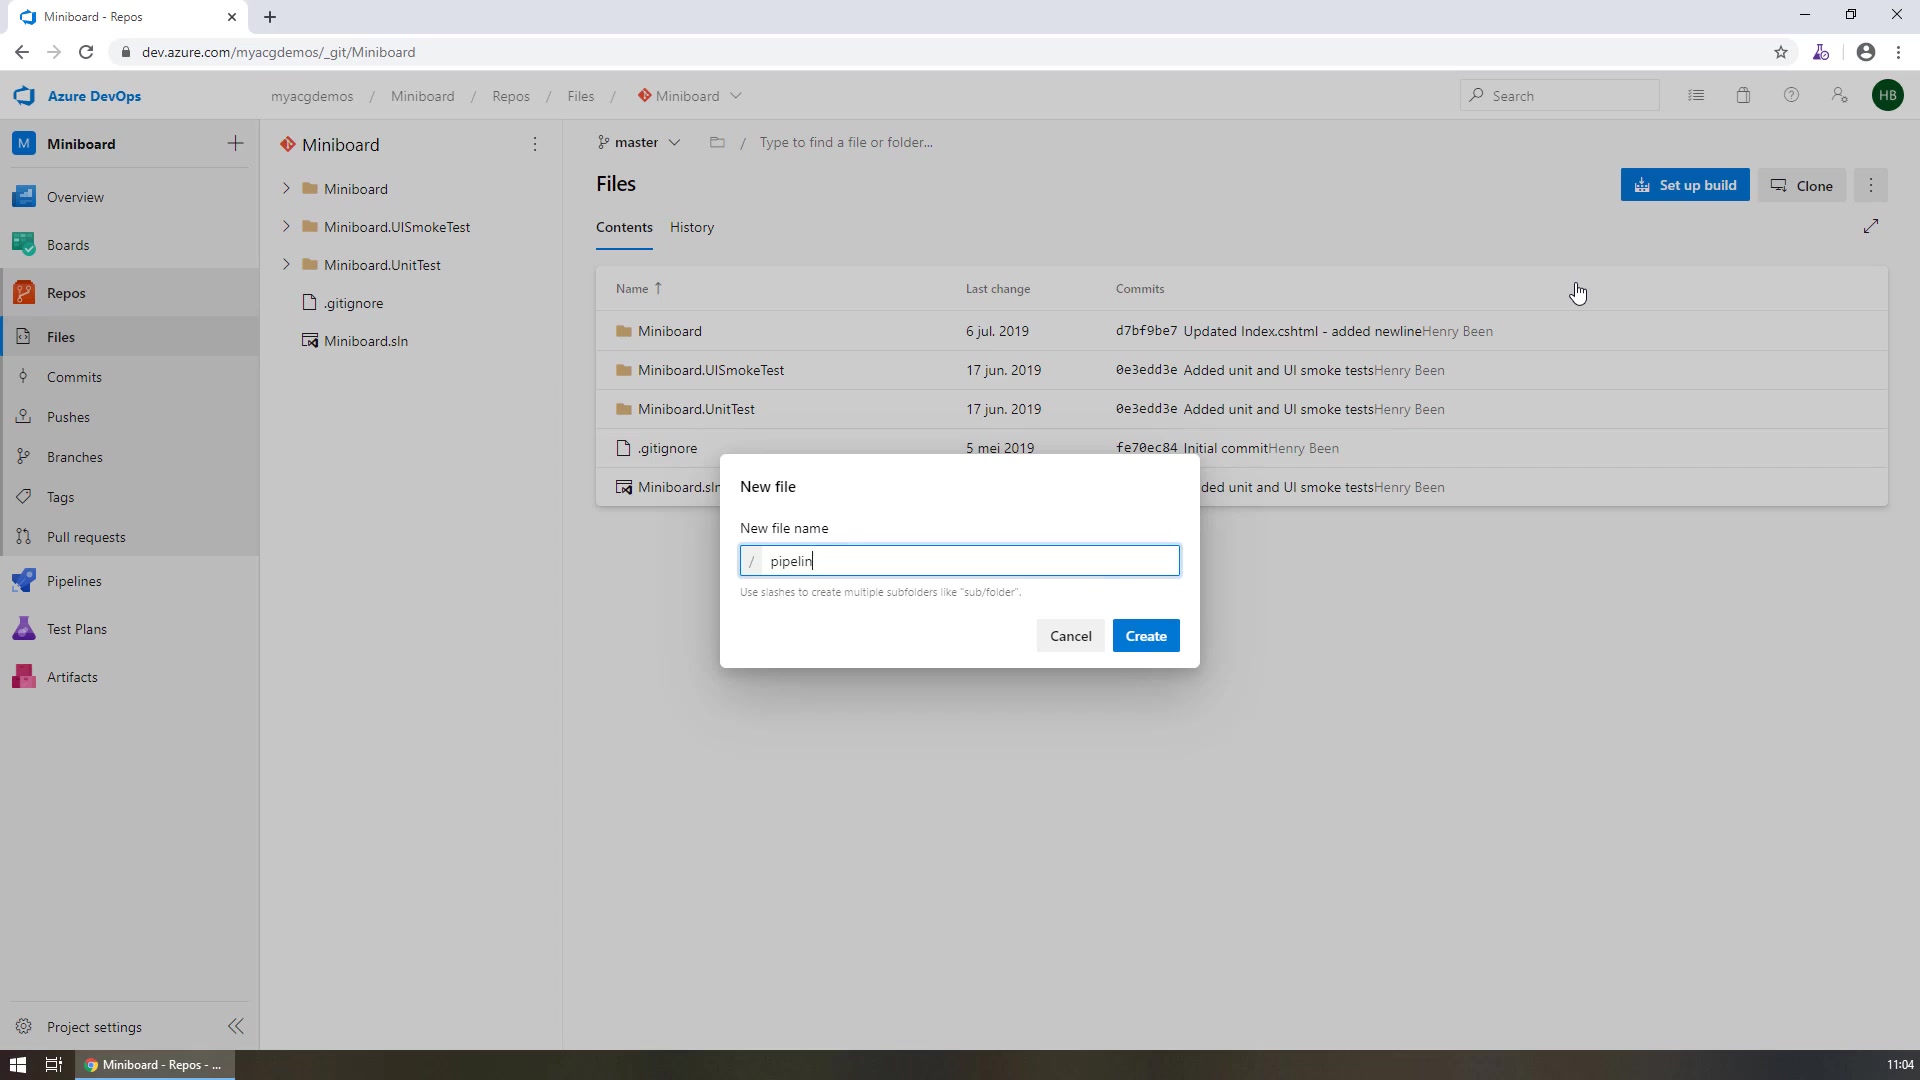 Miniboard - Repos
dev.azure.com/myacgdemos/_git/Miniboard
Azure DevOps
myacgdemos / Miniboard / Repos / Files / Miniboard
Search
HB
M Miniboard
Overview
Boards
Repos
Files
Commits
Pushes
Branches
Tags
Pull requests
Pipelines
Test Plans
Artifacts
Project settings
Miniboard
Miniboard
Miniboard.UISmokeTest
Miniboard.UnitTest
.gitignore
Miniboard.sln
master / Type to find a file or folder...
Files
Set up build
Clone
Contents History
Name Last change Commits
Miniboard 6 jul. 2019 d7bf9be7 Updated Index.cshtml - added newlineHenry Been
Miniboard.UISmokeTest 17 jun. 2019 0e3edd3e Added unit and UI smoke testsHenry Been
Miniboard.UnitTest 17 jun. 2019 0e3edd3e Added unit and UI smoke testsHenry Been
.gitignore 5 mei 2019 fe70ec84 Initial commitHenry Been
Miniboard.sln ded unit and UI smoke testsHenry Been
New file
New file name
/ pipelin
Use slashes to create multiple subfolders like "sub/folder".
Cancel Create
Miniboard - Repos - ...
11:04